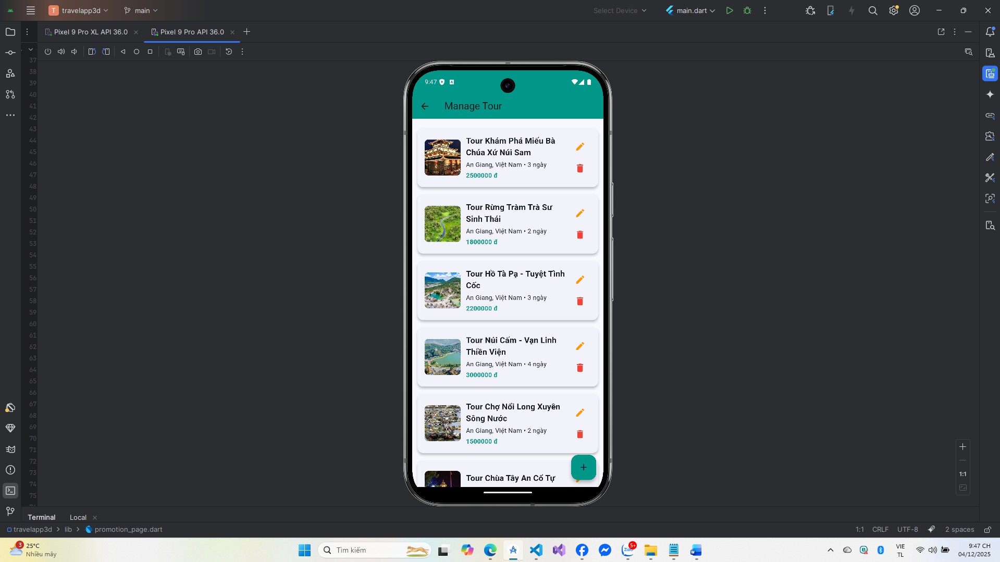 T travelapp3d main Select Device main.dart
Pixel 9 Pro XL API 36.0 Pixel 9 Pro API 36.0
37
38
39
40
41
42
43
44
45
46
47
48
49
50
51
52
53
54
55
56
57
58
59
60
61
62
63
64
65
66
67
68
69
70
71
72
73
74
75
9:47
Manage Tour
Tour Khám Phá Miếu Bà
Chúa Xứ Núi Sam
An Giang, Việt Nam • 3 ngày
2500000 đ
Tour Rừng Tràm Trà Sư
Sinh Thái
An Giang, Việt Nam • 2 ngày
1800000 đ
Tour Hồ Tà Pạ - Tuyệt Tình
Cốc
An Giang, Việt Nam • 3 ngày
2200000 đ
Tour Núi Cấm - Vạn Linh
Thiền Viện
An Giang, Việt Nam • 4 ngày
3000000 đ
Tour Chợ Nổi Long Xuyên
Sông Nước
An Giang, Việt Nam • 2 ngày
1500000 đ
Tour Chùa Tây An Cổ Tự
1:1
Terminal Local
travelapp3d lib promotion_page.dart 1:1 CRLF UTF-8 2 spaces
3 25°C
Nhiều mây
Tìm kiếm
Zalo 5+
VIE
TL
9:47 CH
04/12/2025